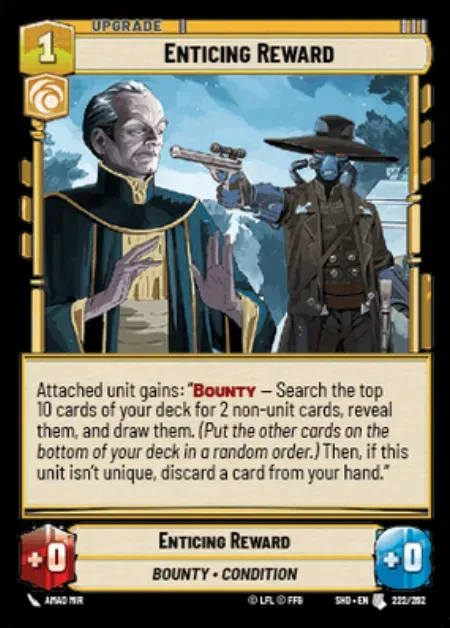 1
UPGRADE
ENTICING REWARD
Attached unit gains: “BOUNTY – Search the top
10 cards of your deck for 2 non-unit cards, reveal
them, and draw them. (Put the other cards on the
bottom of your deck in a random order.) Then, if this
unit isn't unique, discard a card from your hand.”
+0
ENTICING REWARD
+0
BOUNTY • CONDITION
AMAD MIR
© LFL © FFG
SHD • EN
222/262